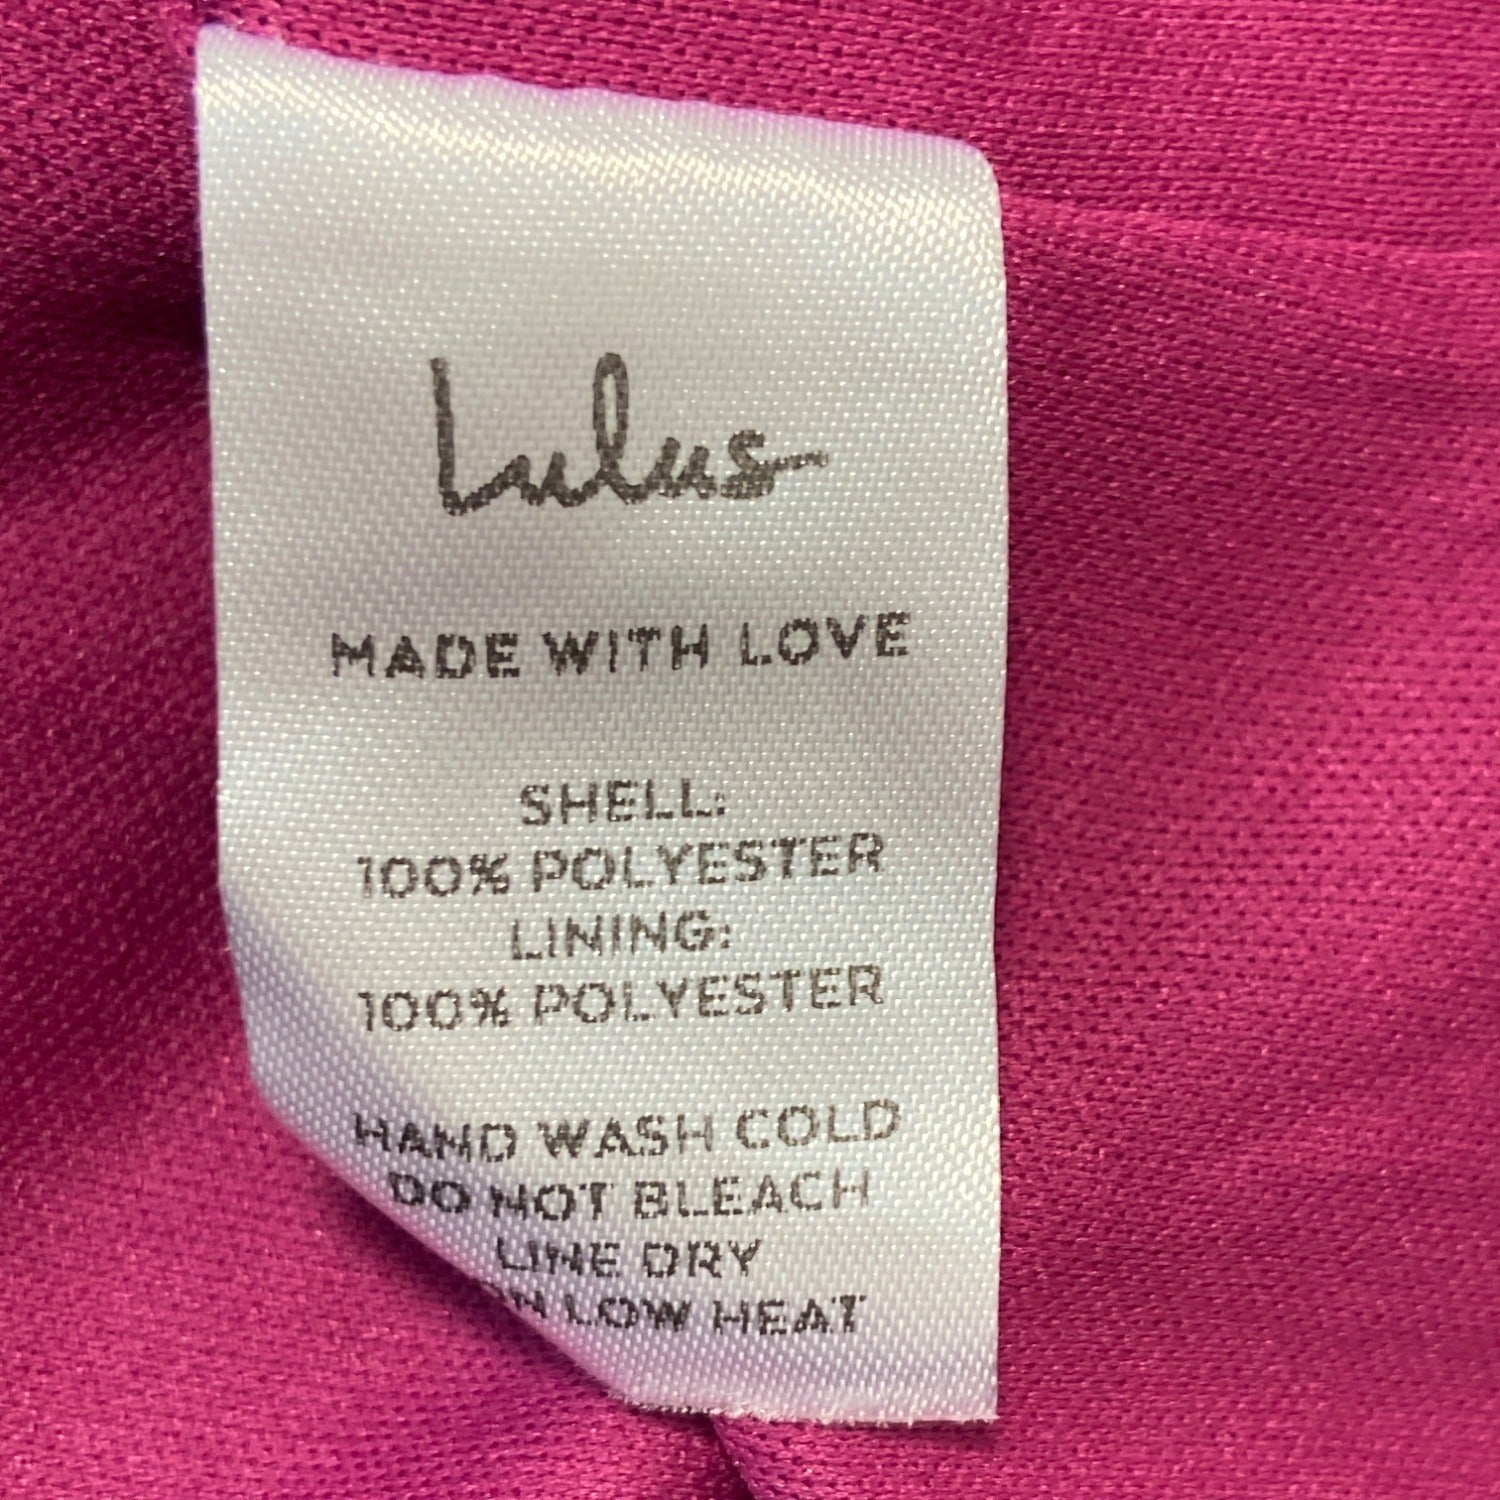 Lulus
MADE WITH LOVE
SHELL:
100% POLYESTER
LINING:
100% POLYESTER
HAND WASH COLD
DO NOT BLEACH
LINE DRY
LOW HEAT